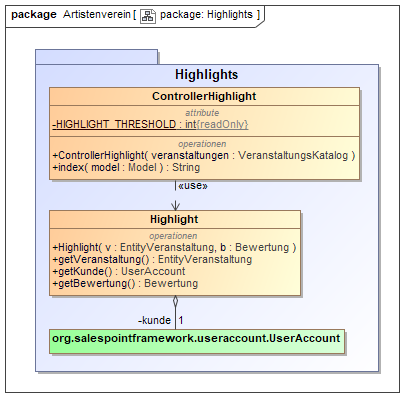 package Artistenverein [ package: Highlights ]
Highlights
ControllerHighlight
attribute
-HIGHLIGHT_THRESHOLD : int{readOnly}
operationen
+ControllerHighlight( veranstaltungen : VeranstaltungsKatalog )
+index( model : Model ) : String
«use»
Highlight
operationen
+Highlight( v : EntityVeranstaltung, b : Bewertung )
+getVeranstaltung() : EntityVeranstaltung
+getKunde() : UserAccount
+getBewertung() : Bewertung
-kunde 1
org.salespointframework.useraccount.UserAccount